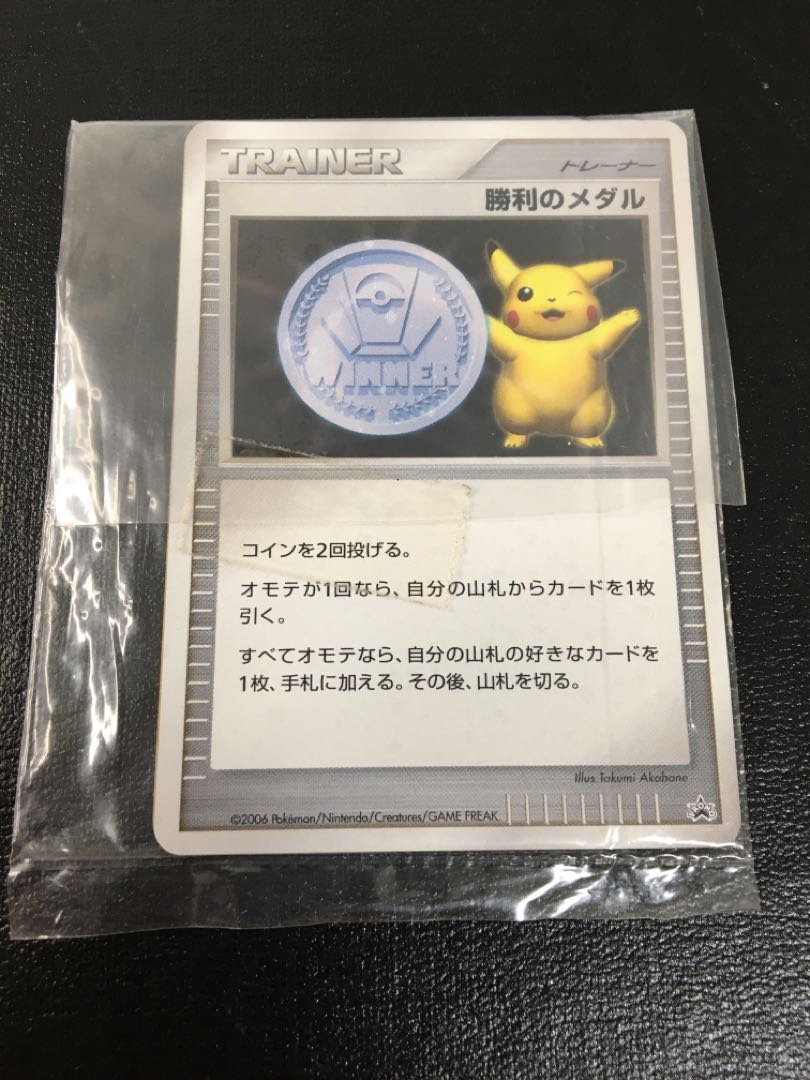 TRAINER トレーナー
勝利のメダル
WINNER
コインを2回投げる。
オモテが1回なら、自分の山札からカードを1枚
引く。
すべてオモテなら、自分の山札の好きなカードを
1枚、手札に加える。その後、山札を切る。
Illus. Takumi Akabane
©2006 Pokémon/Nintendo/Creatures/GAME FREAK.
PROMO